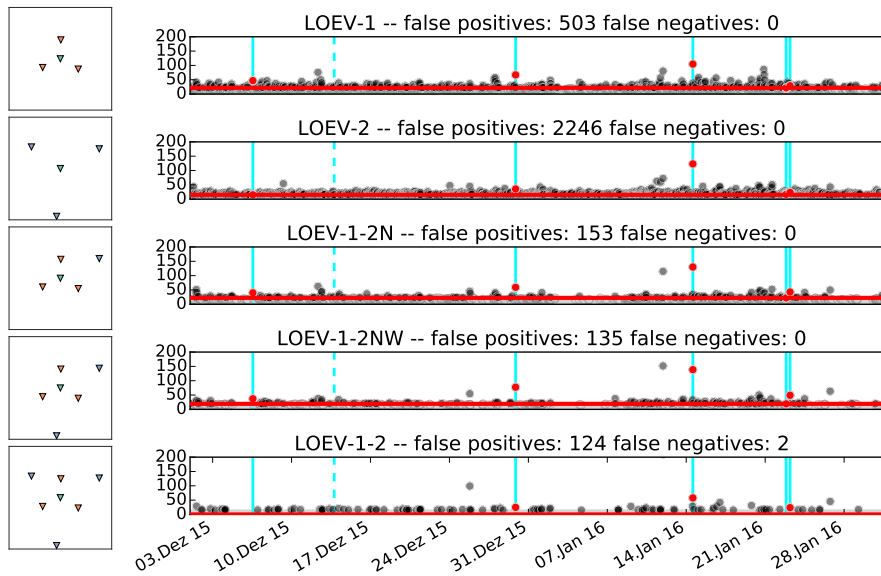 LOEV-1 -- false positives: 503 false negatives: 0
200
150
100
50
0
LOEV-2 -- false positives: 2246 false negatives: 0
200
150
100
50
0
LOEV-1-2N -- false positives: 153 false negatives: 0
200
150
100
50
0
LOEV-1-2NW -- false positives: 135 false negatives: 0
200
150
100
50
0
LOEV-1-2 -- false positives: 124 false negatives: 2
200
150
100
50
0
03.Dez 15
10.Dez 15
17.Dez 15
24.Dez 15
31.Dez 15
07.Jan 16
14.Jan 16
21.Jan 16
28.Jan 16